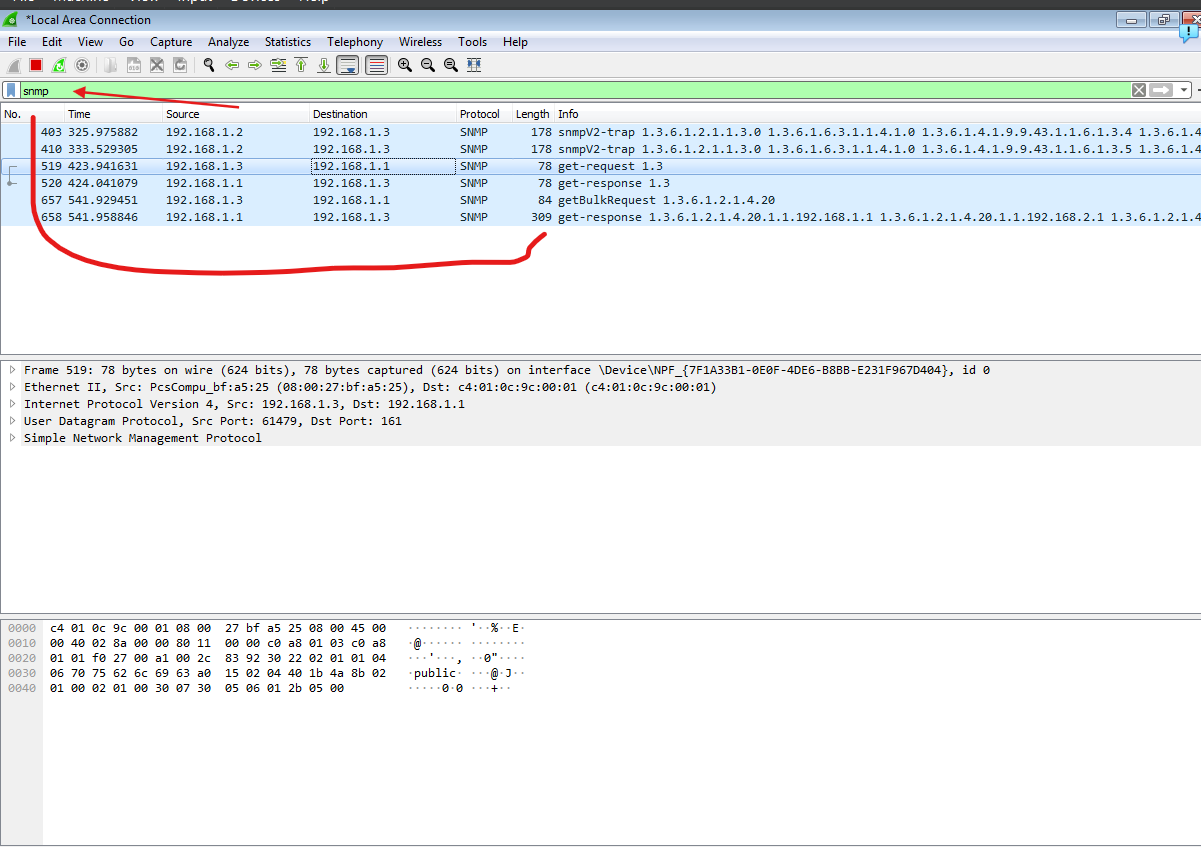 File Machine View Input Devices Help
*Local Area Connection
File Edit View Go Capture Analyze Statistics Telephony Wireless Tools Help
snmp
No. Time Source Destination Protocol Length Info
403 325.975882 192.168.1.2 192.168.1.3 SNMP 178 snmpV2-trap 1.3.6.1.2.1.1.3.0 1.3.6.1.6.3.1.1.4.1.0 1.3.6.1.4.1.9.9.43.1.1.6.1.3.4 1.3.6.1.4
410 333.529305 192.168.1.2 192.168.1.3 SNMP 178 snmpV2-trap 1.3.6.1.2.1.1.3.0 1.3.6.1.6.3.1.1.4.1.0 1.3.6.1.4.1.9.9.43.1.1.6.1.3.5 1.3.6.1.4
519 423.941631 192.168.1.3 192.168.1.1 SNMP 78 get-request 1.3
520 424.041079 192.168.1.1 192.168.1.3 SNMP 78 get-response 1.3
657 541.929451 192.168.1.3 192.168.1.1 SNMP 84 getBulkRequest 1.3.6.1.2.1.4.20
658 541.958846 192.168.1.1 192.168.1.3 SNMP 309 get-response 1.3.6.1.2.1.4.20.1.1.192.168.1.1 1.3.6.1.2.1.4.20.1.1.192.168.2.1 1.3.6.1.2.1.4
Frame 519: 78 bytes on wire (624 bits), 78 bytes captured (624 bits) on interface \Device\NPF_{7F1A33B1-0E0F-4DE6-B8BB-E231F967D404}, id 0
Ethernet II, Src: PcsCompu_bf:a5:25 (08:00:27:bf:a5:25), Dst: c4:01:0c:9c:00:01 (c4:01:0c:9c:00:01)
Internet Protocol Version 4, Src: 192.168.1.3, Dst: 192.168.1.1
User Datagram Protocol, Src Port: 61479, Dst Port: 161
Simple Network Management Protocol
0000 c4 01 0c 9c 00 01 08 00 27 bf a5 25 08 00 45 00 ········ '··%··E·
0010 00 40 02 8a 00 00 80 11 00 00 c0 a8 01 03 c0 a8 ·@······ ········
0020 01 01 f0 27 00 a1 00 2c 83 92 30 22 02 01 01 04 ···'···, ··0"····
0030 06 70 75 62 6c 69 63 a0 15 02 04 40 1b 4a 8b 02 ·public· ···@·J··
0040 01 00 02 01 00 30 07 30 05 06 01 2b 05 00 ·····0·0 ···+··